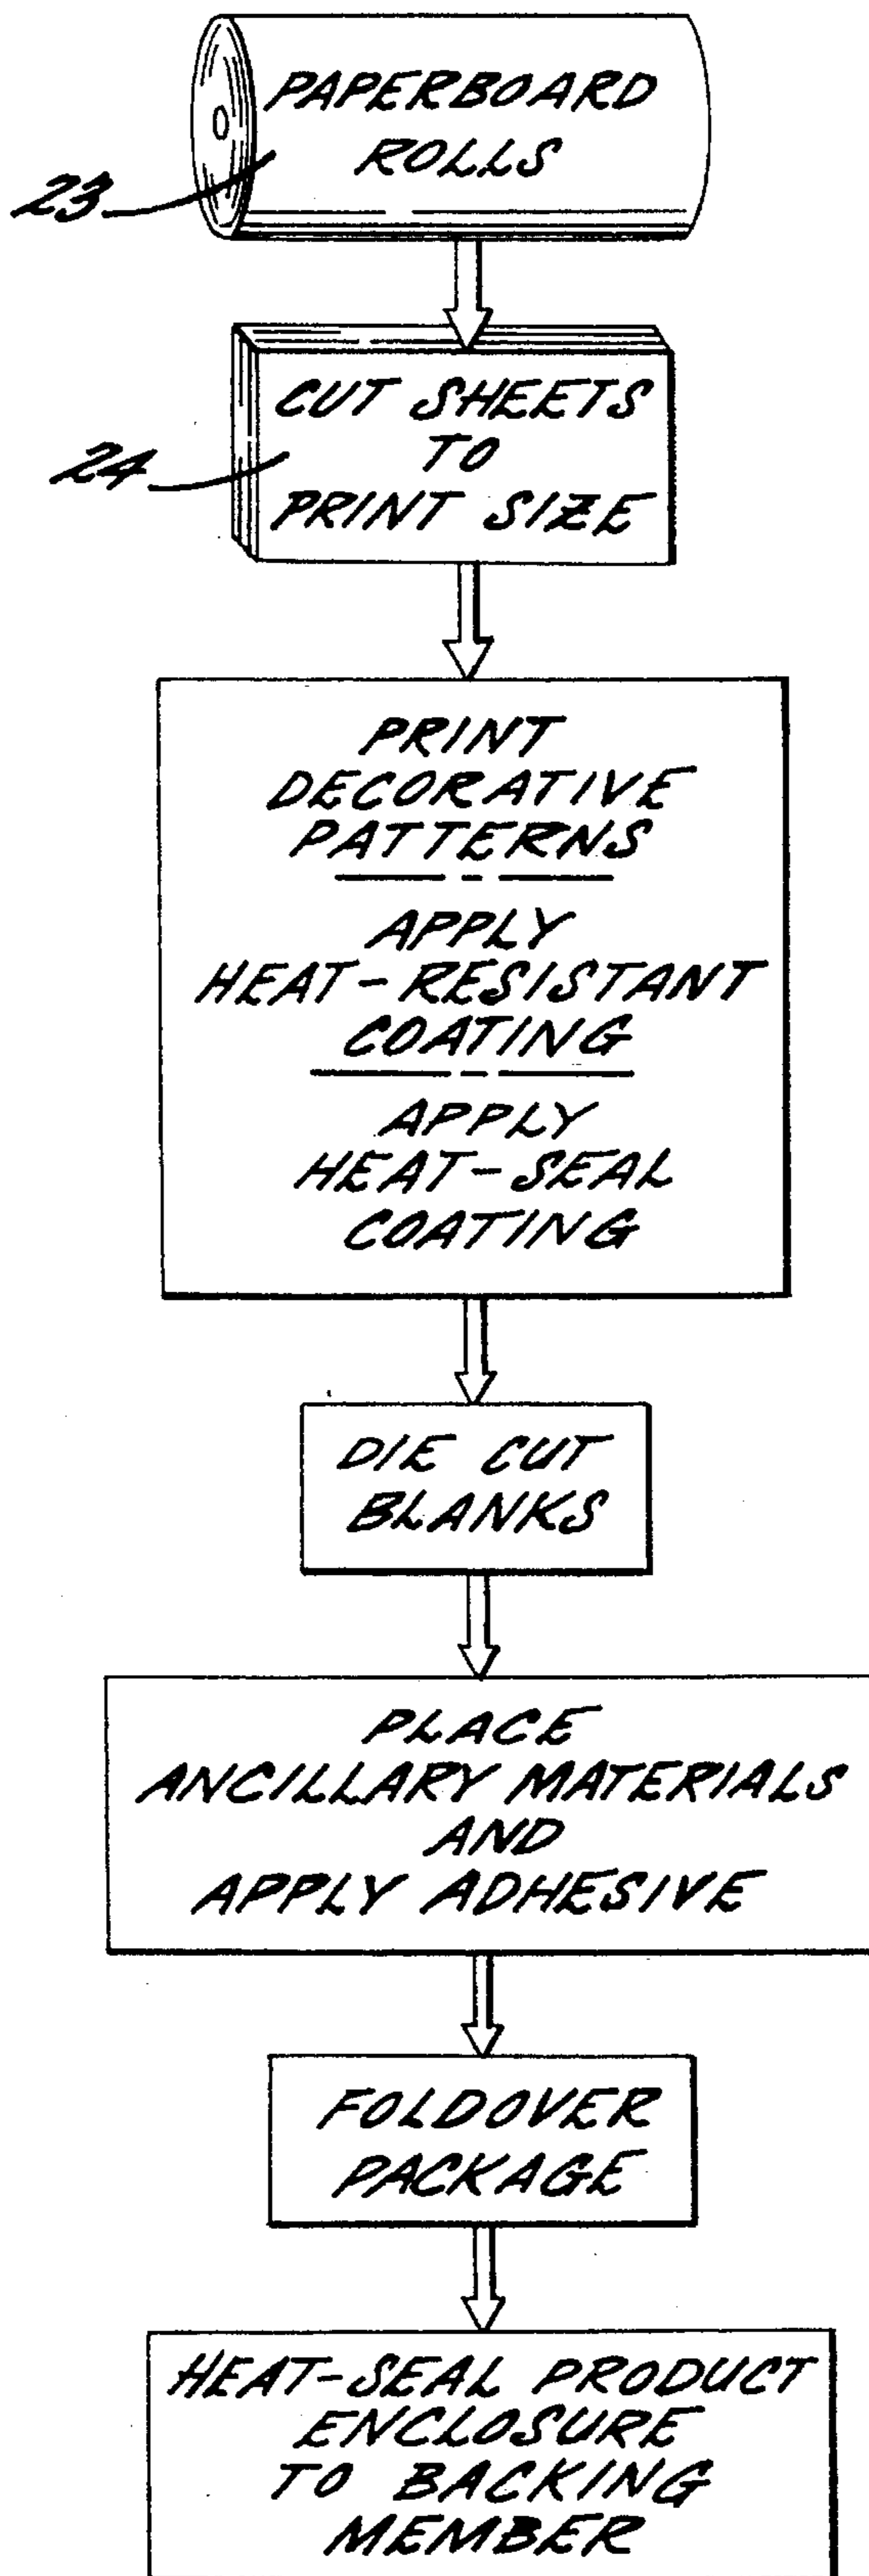 PAPERBOARD
ROLLS
23
CUT SHEETS
TO
PRINT SIZE
24
PRINT
DECORATIVE
PATTERNS
APPLY
HEAT-RESISTANT
COATING
APPLY
HEAT-SEAL
COATING
DIE CUT
BLANKS
PLACE
ANCILLARY MATERIALS
AND
APPLY ADHESIVE
FOLDOVER
PACKAGE
HEAT-SEAL PRODUCT
ENCLOSURE
TO BACKING
MEMBER